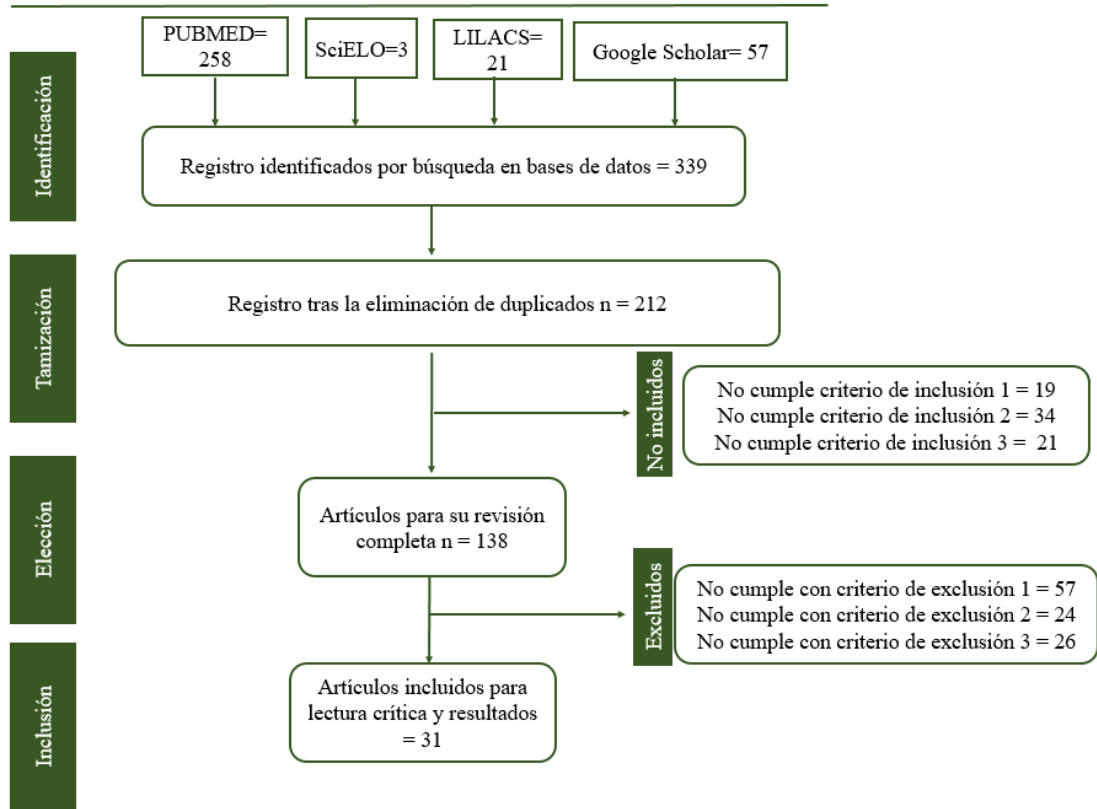 PUBMED=
258
SciELO=3
LILACS=
21
Google Scholar= 57
Identificación
Registro identificados por búsqueda en bases de datos = 339
Tamización
Registro tras la eliminación de duplicados n = 212
No incluidos
No cumple criterio de inclusión 1 = 19
No cumple criterio de inclusión 2 = 34
No cumple criterio de inclusión 3 = 21
Elección
Artículos para su revisión
completa n = 138
Excluidos
No cumple con criterio de exclusión 1 = 57
No cumple con criterio de exclusión 2 = 24
No cumple con criterio de exclusión 3 = 26
Inclusión
Artículos incluidos para
lectura crítica y resultados
= 31